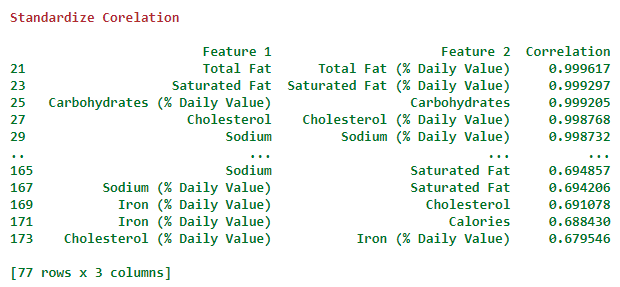 Standardize Corelation
Feature 1 Feature 2 Correlation
21 Total Fat Total Fat (% Daily Value) 0.999617
23 Saturated Fat Saturated Fat (% Daily Value) 0.999297
25 Carbohydrates (% Daily Value) Carbohydrates 0.999205
27 Cholesterol Cholesterol (% Daily Value) 0.998768
29 Sodium Sodium (% Daily Value) 0.998732
.. ... ... ...
165 Sodium Saturated Fat 0.694857
167 Sodium (% Daily Value) Saturated Fat 0.694206
169 Iron (% Daily Value) Cholesterol 0.691078
171 Iron (% Daily Value) Calories 0.688430
173 Cholesterol (% Daily Value) Iron (% Daily Value) 0.679546
[77 rows x 3 columns]